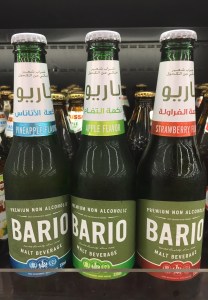 باريو
نكهة الأناناس
PINEAPPLE FLAVOR
PREMIUM NON ALCOHOLIC
BARIO
MALT BEVERAGE
باريو
نكهة التفاح
APPLE FLAVOR
PREMIUM NON ALCOHOLIC
BARIO
MALT BEVERAGE
باريو
نكهة الفراولة
STRAWBERRY
PREMIUM NON ALCOHOLIC
BARIO
MALT BEVERAGE